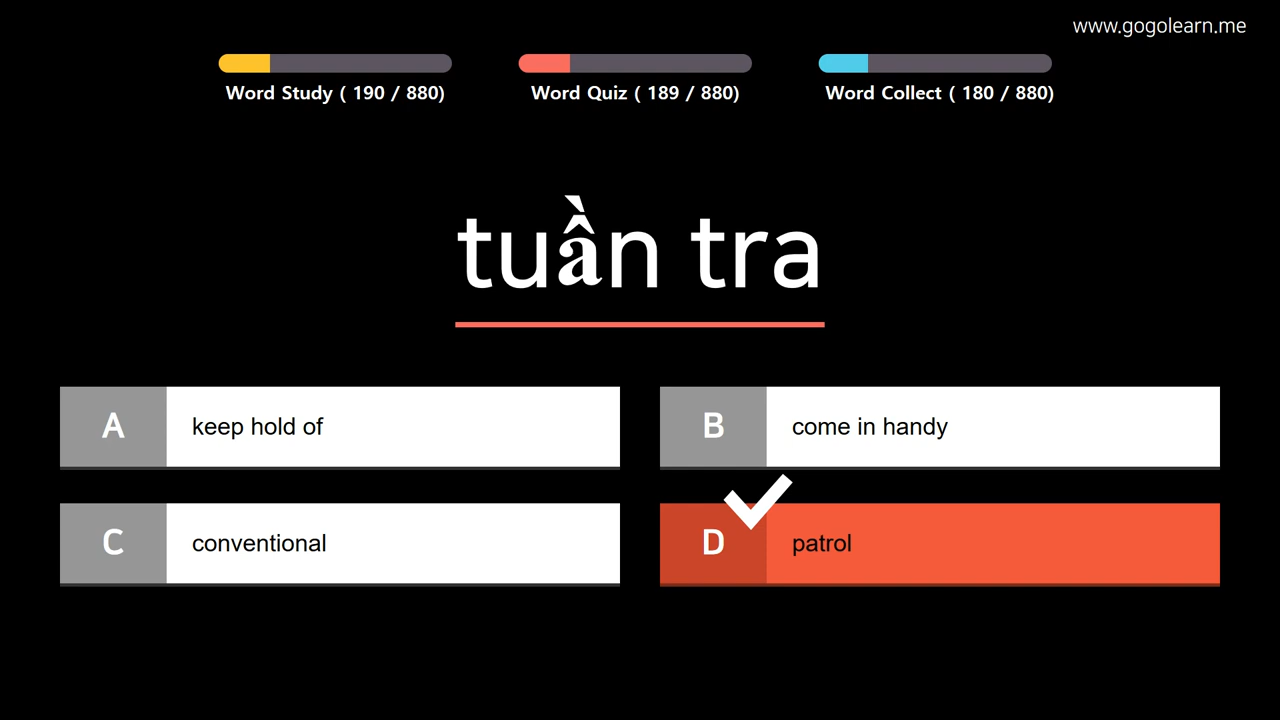 www.gogolearn.me
Word Study ( 190 / 880)
Word Quiz ( 189 / 880)
Word Collect ( 180 / 880)
tuần tra
A keep hold of
B come in handy
C conventional
D patrol